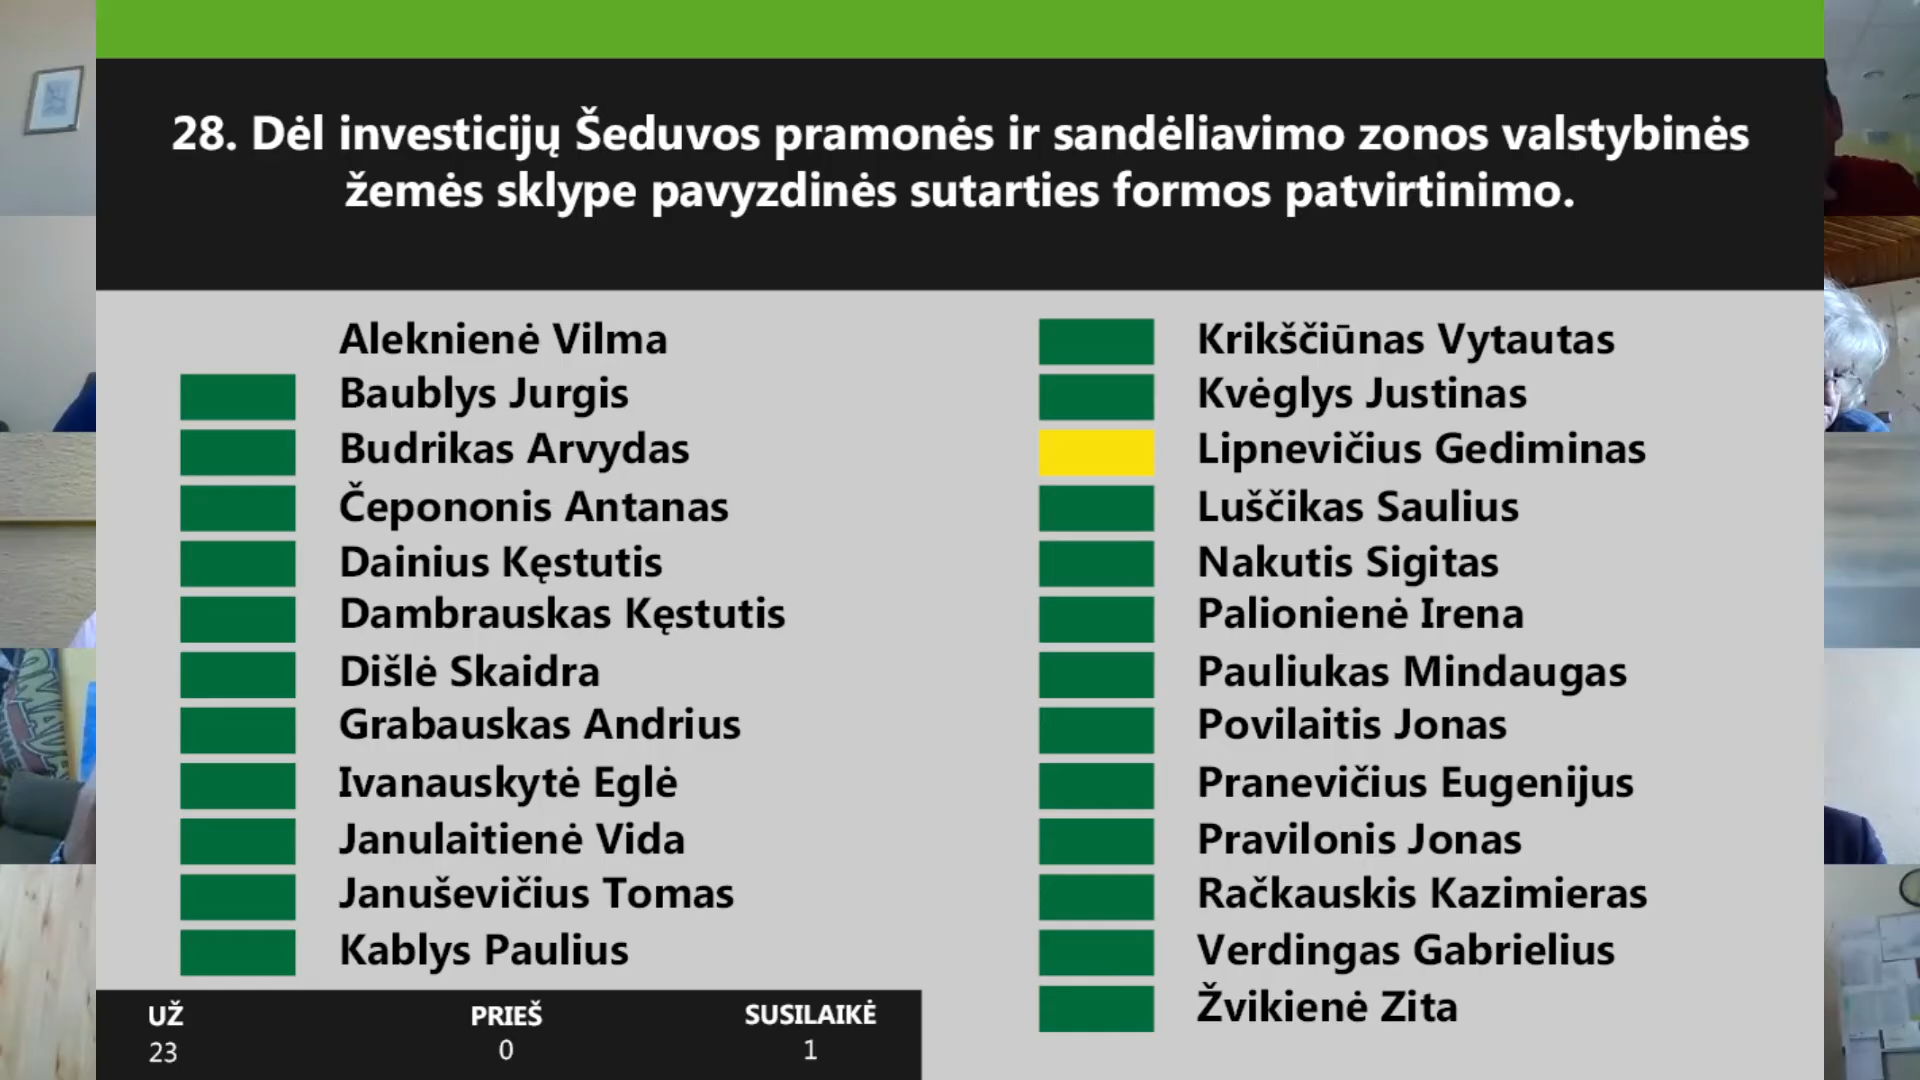 28. Dėl investicijų Šeduvos pramonės ir sandėliavimo zonos valstybinės
žemės sklype pavyzdinės sutarties formos patvirtinimo.
Aleknienė Vilma
Baublys Jurgis
Budrikas Arvydas
Čepononis Antanas
Dainius Kęstutis
Dambrauskas Kęstutis
Dišlė Skaidra
Grabauskas Andrius
Ivanauskytė Eglė
Janulaitienė Vida
Januševičius Tomas
Kablys Paulius
Krikščiūnas Vytautas
Kvėglys Justinas
Lipnevičius Gediminas
Luščikas Saulius
Nakutis Sigitas
Palionienė Irena
Pauliukas Mindaugas
Povilaitis Jonas
Pranevičius Eugenijus
Pravilonis Jonas
Račkauskis Kazimieras
Verdingas Gabrielius
Žvikienė Zita
UŽ PRIEŠ SUSILAIKĖ
23 0 1